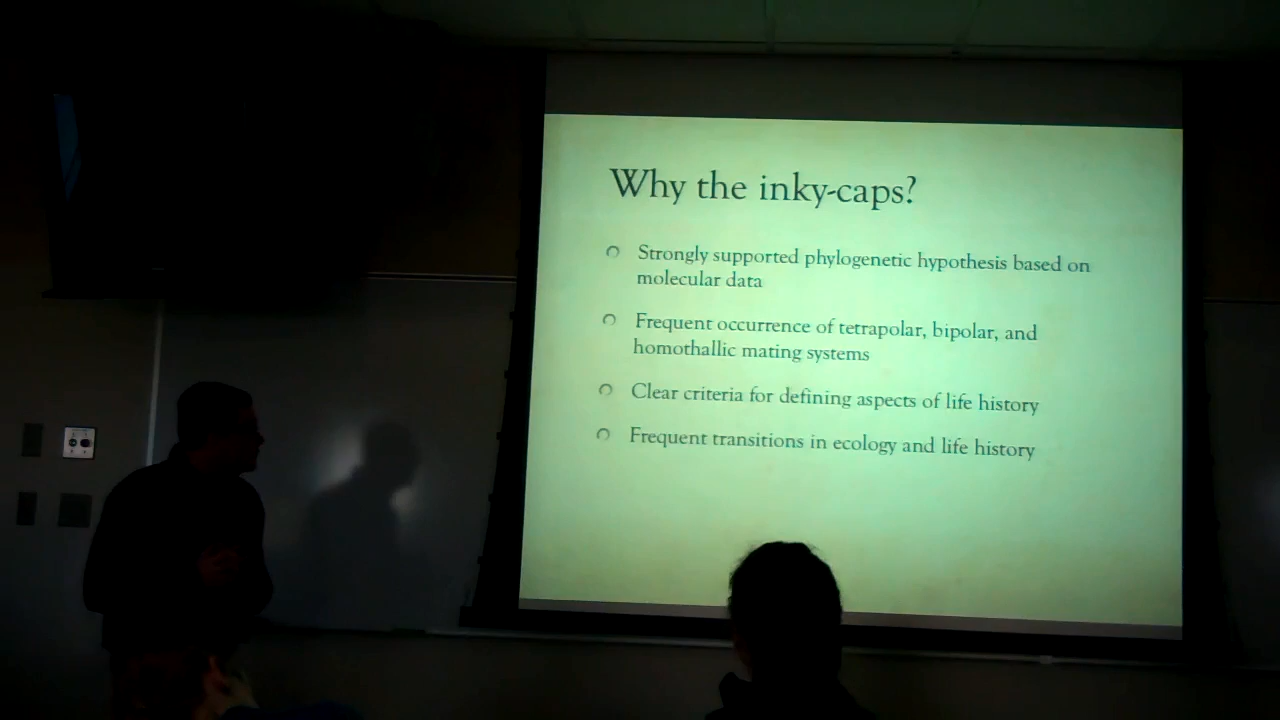 Why the inky-caps?
Strongly supported phylogenetic hypothesis based on
molecular data
Frequent occurrence of tetrapolar, bipolar, and
homothallic mating systems
Clear criteria for defining aspects of life history
Frequent transitions in ecology and life history